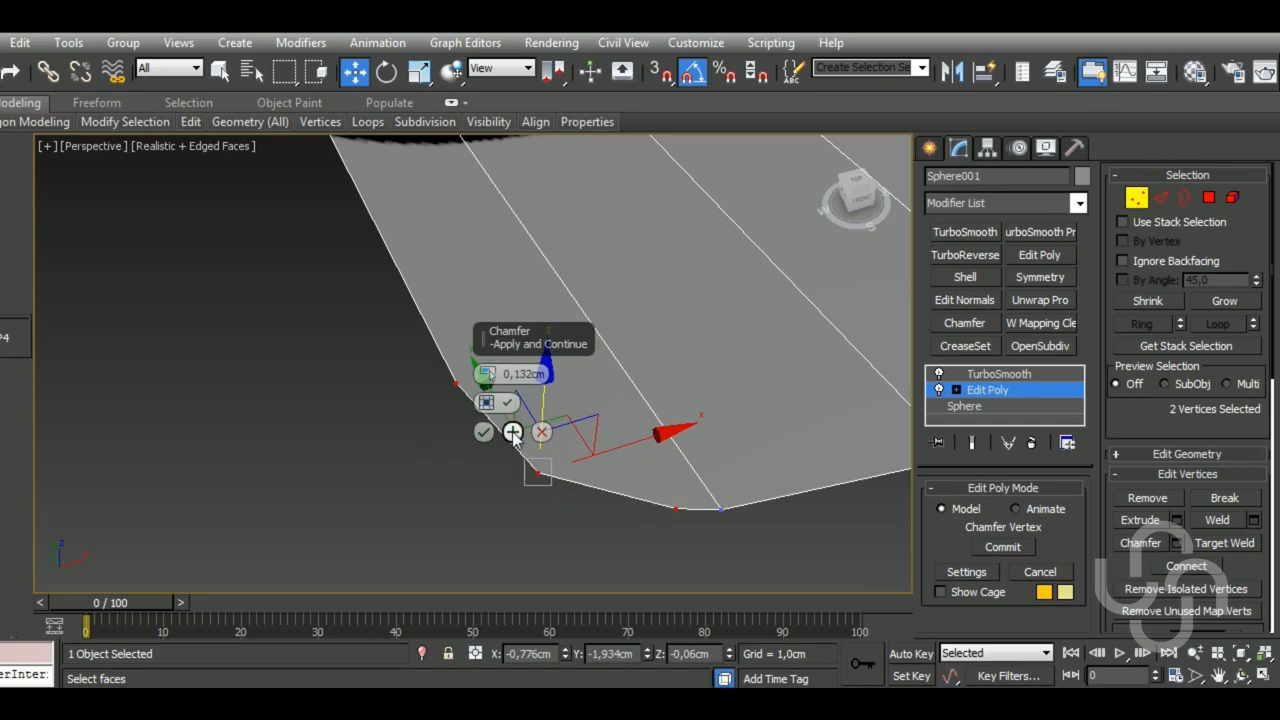 Edit Tools Group Views Create Modifiers Animation Graph Editors Rendering Civil View Customize Scripting Help
All View Create Selection Se
odeling Freeform Selection Object Paint Populate
gon Modeling Modify Selection Edit Geometry (All) Vertices Loops Subdivision Visibility Align Properties
[+] [Perspective] [Realistic + Edged Faces]
TOP
FRONT
W
S
Chamfer
-Apply and Continue
0,132cm
x
z
P4
z
Sphere001
Modifier List
TurboSmooth urboSmooth Pr
TurboReverse Edit Poly
Shell Symmetry
Edit Normals Unwrap Pro
Chamfer W Mapping Cle
CreaseSet OpenSubdiv
TurboSmooth
Edit Poly
Sphere
- Edit Poly Mode
Model Animate
Chamfer Vertex
Commit
Settings Cancel
Show Cage
- Selection
Use Stack Selection
By Vertex
Ignore Backfacing
By Angle: 45,0
Shrink Grow
Ring Loop
Get Stack Selection
Preview Selection
Off SubObj Multi
2 Vertices Selected
+ Edit Geometry
- Edit Vertices
Remove Break
Extrude Weld
Chamfer Target Weld
Connect
Remove Isolated Vertices
Remove Unused Map Verts
< 0 / 100 >
0 10 20 30 40 50 60 70 80 90 100
1 Object Selected X: -0,776cm Y: -1,934cm Z: -0,06cm Grid = 1,0cm Auto Key Selected
erInter: Select faces Add Time Tag Set Key Key Filters... 0